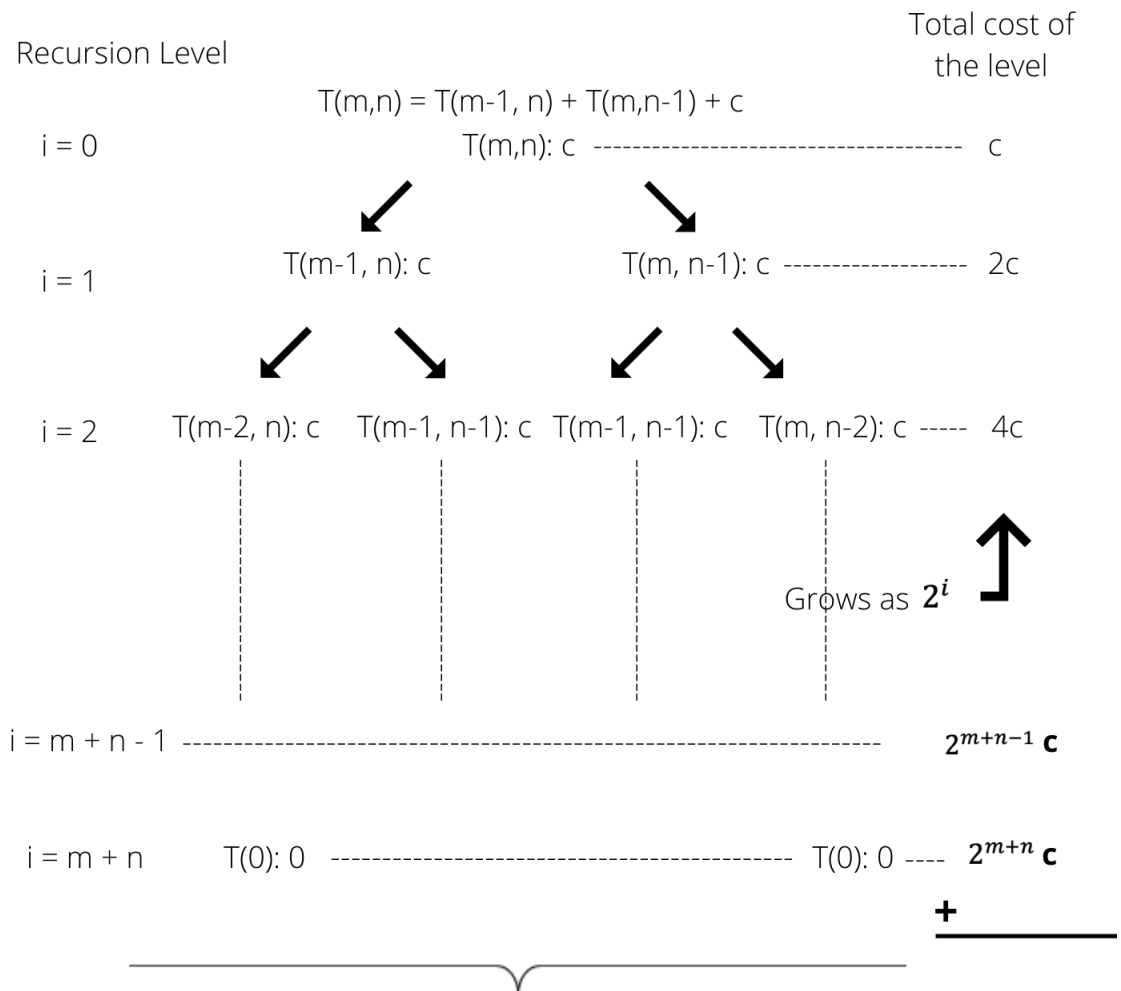 Recursion Level
Total cost of
the level
T(m,n) = T(m-1, n) + T(m,n-1) + c
i = 0 T(m,n): c ------------------------------------- c
i = 1 T(m-1, n): c T(m, n-1): c ------------------- 2c
i = 2 T(m-2, n): c T(m-1, n-1): c T(m-1, n-1): c T(m, n-2): c ----- 4c
Grows as 2^i
i = m + n - 1 ---------------------------------------------------------------------- 2^{m+n−1} c
i = m + n T(0): 0 ---------------------------------------------- T(0): 0 ---- 2^{m+n} c
+